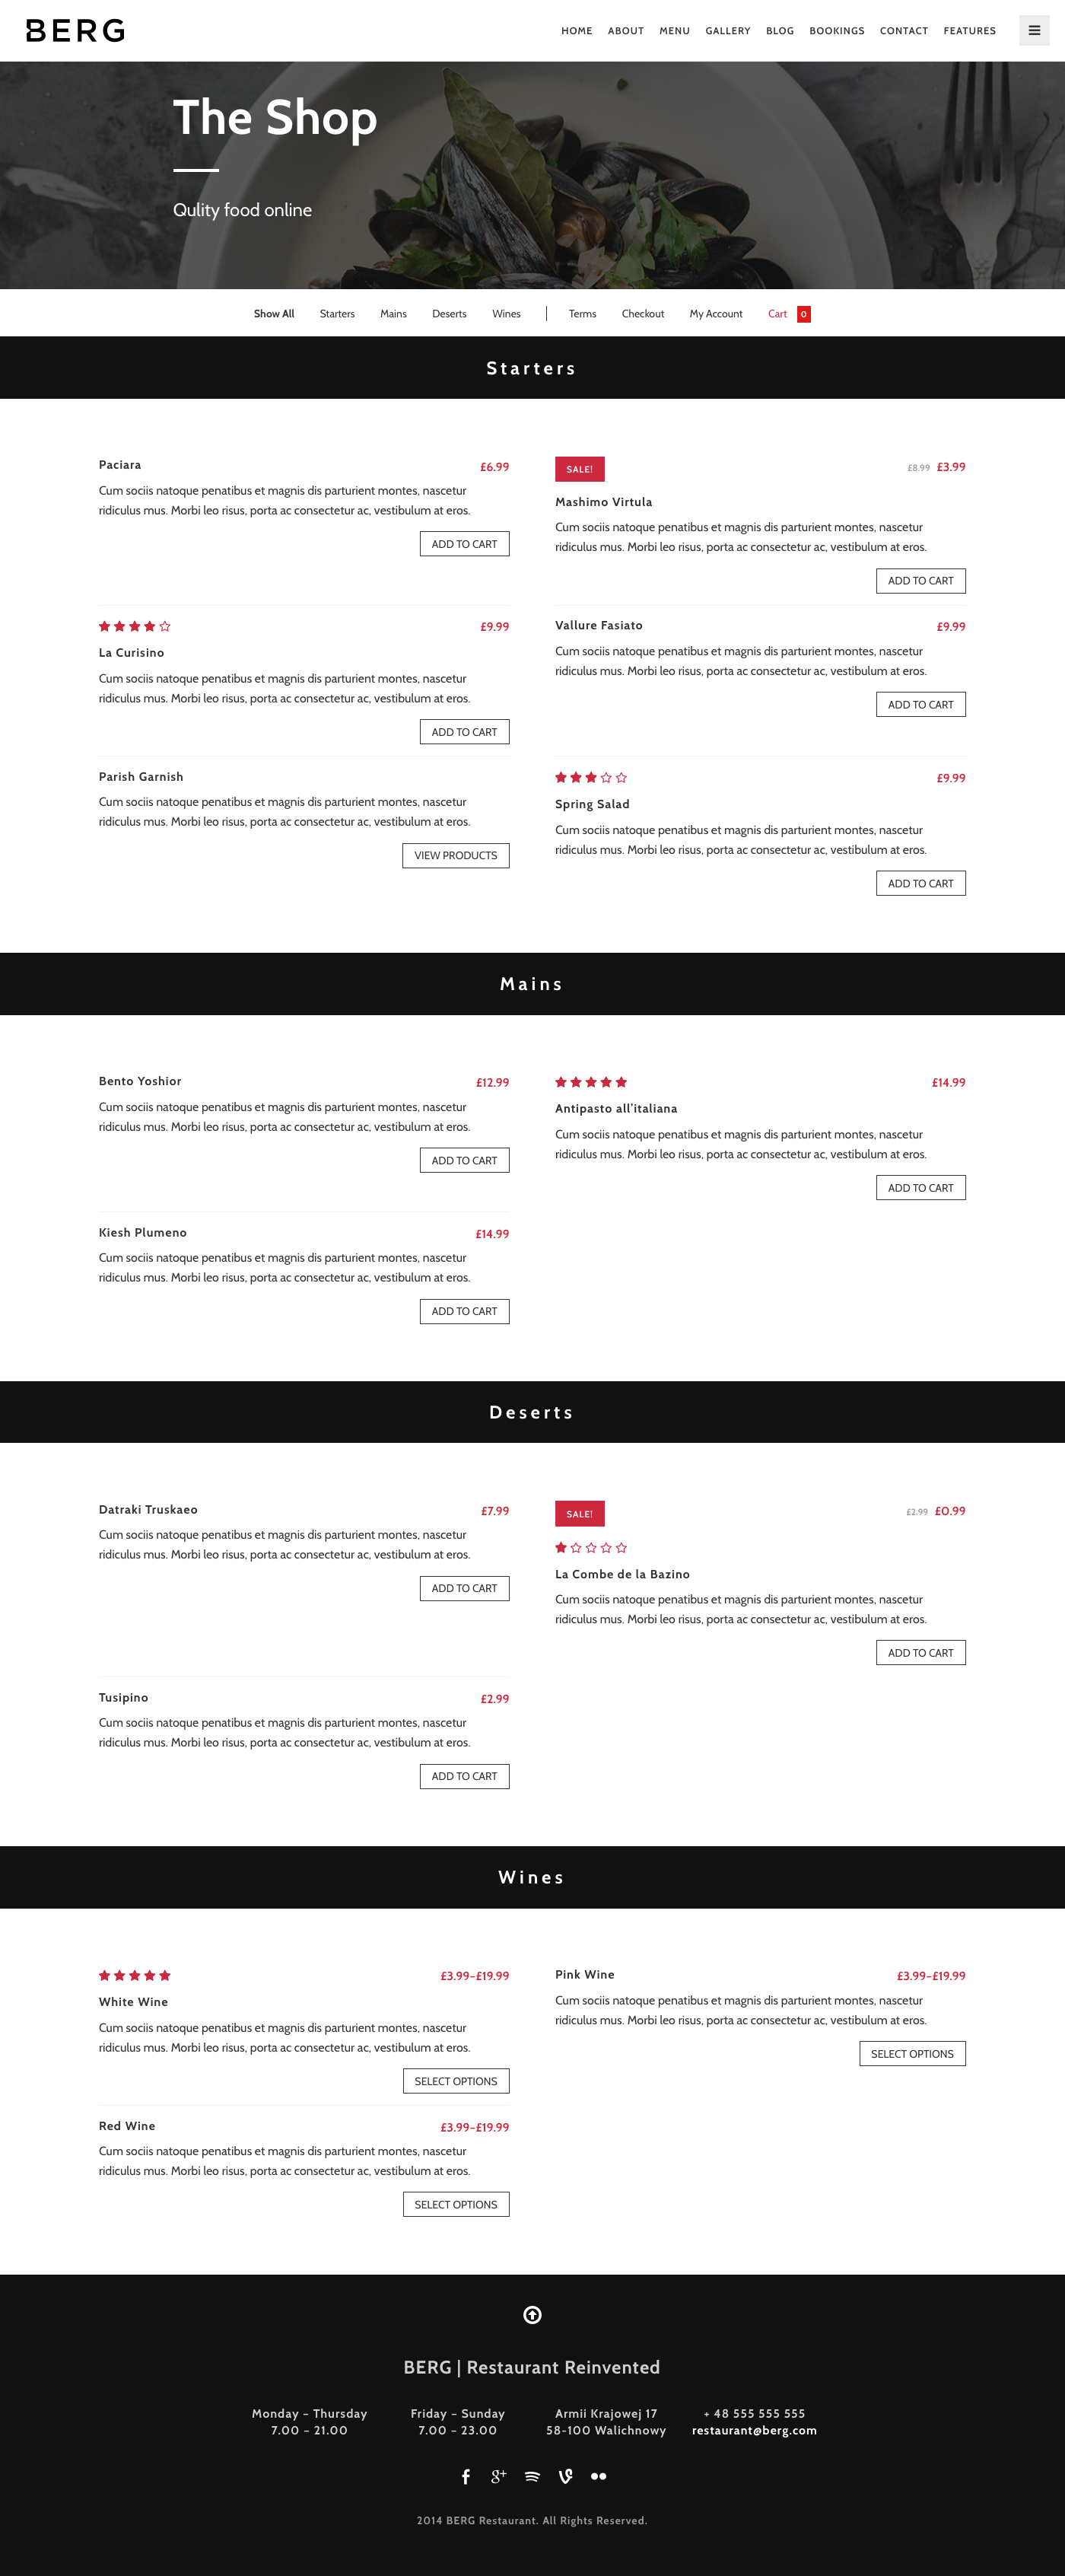 BERG
HOME ABOUT MENU GALLERY BLOG BOOKINGS CONTACT FEATURES
The Shop
Qulity food online
Show All Starters Mains Deserts Wines Terms Checkout My Account Cart 0
Starters
Paciara £6.99
Cum sociis natoque penatibus et magnis dis parturient montes, nascetur
ridiculus mus. Morbi leo risus, porta ac consectetur ac, vestibulum at eros.
ADD TO CART
SALE! £8.99 £3.99
Mashimo Virtula
Cum sociis natoque penatibus et magnis dis parturient montes, nascetur
ridiculus mus. Morbi leo risus, porta ac consectetur ac, vestibulum at eros.
ADD TO CART
£9.99
La Curisino
Cum sociis natoque penatibus et magnis dis parturient montes, nascetur
ridiculus mus. Morbi leo risus, porta ac consectetur ac, vestibulum at eros.
ADD TO CART
Vallure Fasiato £9.99
Cum sociis natoque penatibus et magnis dis parturient montes, nascetur
ridiculus mus. Morbi leo risus, porta ac consectetur ac, vestibulum at eros.
ADD TO CART
Parish Garnish
Cum sociis natoque penatibus et magnis dis parturient montes, nascetur
ridiculus mus. Morbi leo risus, porta ac consectetur ac, vestibulum at eros.
VIEW PRODUCTS
£9.99
Spring Salad
Cum sociis natoque penatibus et magnis dis parturient montes, nascetur
ridiculus mus. Morbi leo risus, porta ac consectetur ac, vestibulum at eros.
ADD TO CART
Mains
Bento Yoshior £12.99
Cum sociis natoque penatibus et magnis dis parturient montes, nascetur
ridiculus mus. Morbi leo risus, porta ac consectetur ac, vestibulum at eros.
ADD TO CART
£14.99
Antipasto all'italiana
Cum sociis natoque penatibus et magnis dis parturient montes, nascetur
ridiculus mus. Morbi leo risus, porta ac consectetur ac, vestibulum at eros.
ADD TO CART
Kiesh Plumeno £14.99
Cum sociis natoque penatibus et magnis dis parturient montes, nascetur
ridiculus mus. Morbi leo risus, porta ac consectetur ac, vestibulum at eros.
ADD TO CART
Deserts
Datraki Truskaeo £7.99
Cum sociis natoque penatibus et magnis dis parturient montes, nascetur
ridiculus mus. Morbi leo risus, porta ac consectetur ac, vestibulum at eros.
ADD TO CART
SALE! £2.99 £0.99
La Combe de la Bazino
Cum sociis natoque penatibus et magnis dis parturient montes, nascetur
ridiculus mus. Morbi leo risus, porta ac consectetur ac, vestibulum at eros.
ADD TO CART
Tusipino £2.99
Cum sociis natoque penatibus et magnis dis parturient montes, nascetur
ridiculus mus. Morbi leo risus, porta ac consectetur ac, vestibulum at eros.
ADD TO CART
Wines
£3.99–£19.99
White Wine
Cum sociis natoque penatibus et magnis dis parturient montes, nascetur
ridiculus mus. Morbi leo risus, porta ac consectetur ac, vestibulum at eros.
SELECT OPTIONS
Pink Wine £3.99–£19.99
Cum sociis natoque penatibus et magnis dis parturient montes, nascetur
ridiculus mus. Morbi leo risus, porta ac consectetur ac, vestibulum at eros.
SELECT OPTIONS
Red Wine £3.99–£19.99
Cum sociis natoque penatibus et magnis dis parturient montes, nascetur
ridiculus mus. Morbi leo risus, porta ac consectetur ac, vestibulum at eros.
SELECT OPTIONS
BERG | Restaurant Reinvented
Monday – Thursday
7.00 – 21.00
Friday – Sunday
7.00 – 23.00
Armii Krajowej 17
58-100 Walichnowy
+ 48 555 555 555
restaurant@berg.com
2014 BERG Restaurant. All Rights Reserved.